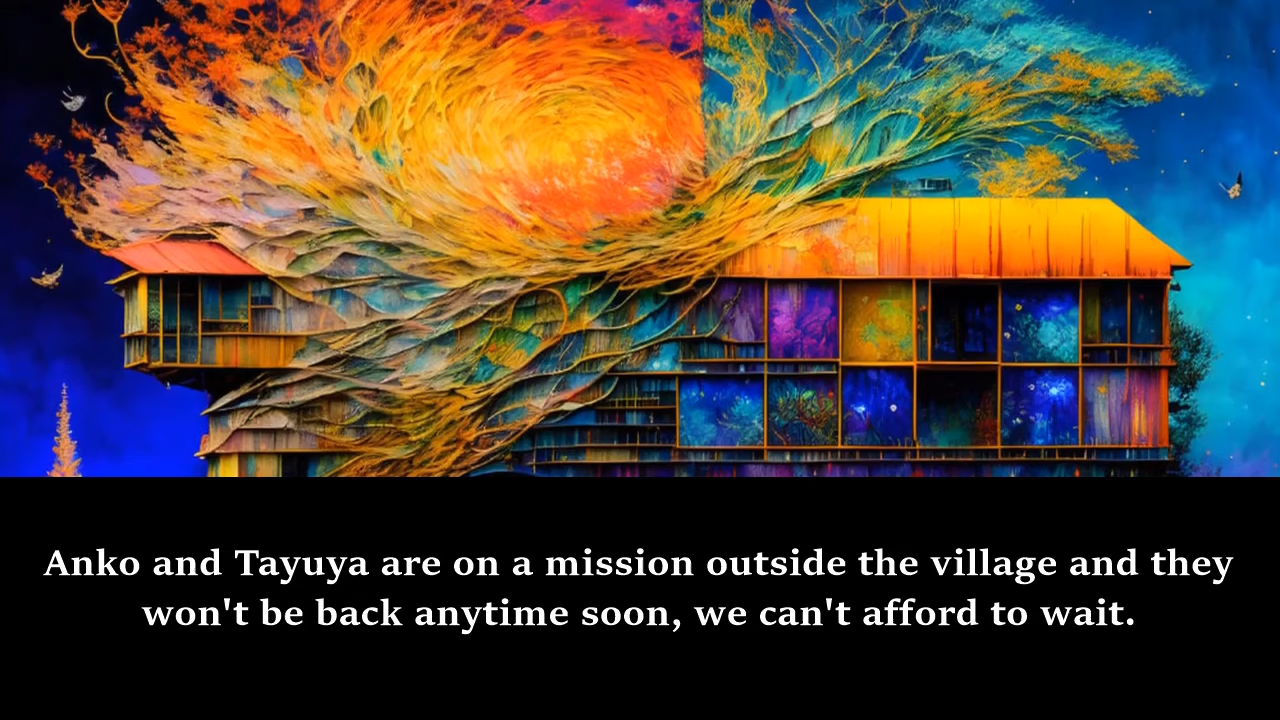 Anko and Tayuya are on a mission outside the village and they
won't be back anytime soon, we can't afford to wait.